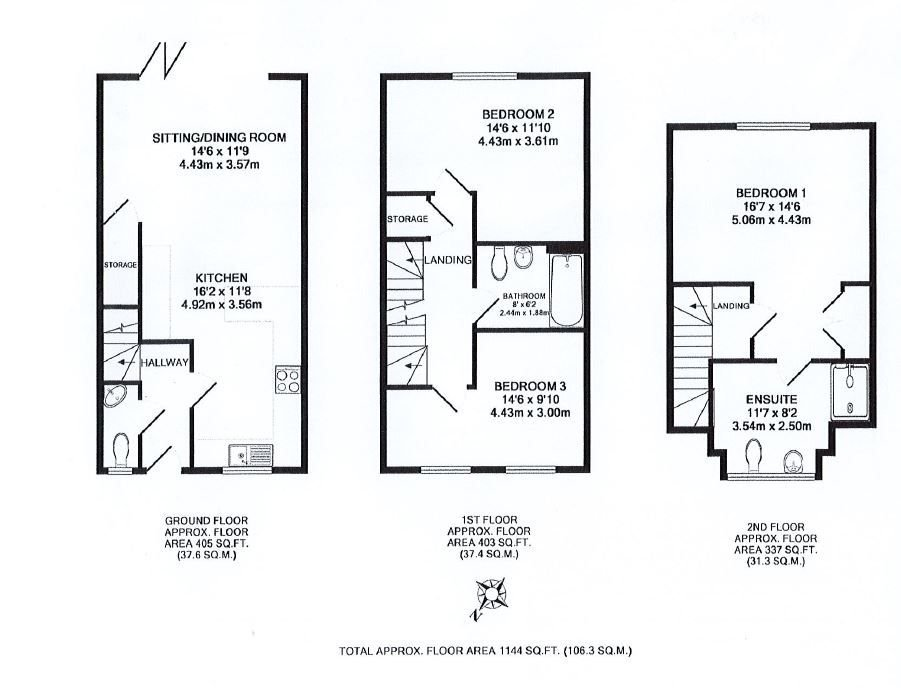 SITTING/DINING ROOM
14'6 x 11'9
4.43m x 3.57m
STORAGE
KITCHEN
16'2 x 11'8
4.92m x 3.56m
HALLWAY
GROUND FLOOR
APPROX. FLOOR
AREA 405 SQ.FT.
(37.6 SQ.M.)
BEDROOM 2
14'6 x 11'10
4.43m x 3.61m
STORAGE
LANDING
BATHROOM
8' x 6'2
2.44m x 1.88m
BEDROOM 3
14'6 x 9'10
4.43m x 3.00m
1ST FLOOR
APPROX. FLOOR
AREA 403 SQ.FT.
(37.4 SQ.M.)
BEDROOM 1
16'7 x 14'6
5.06m x 4.43m
LANDING
ENSUITE
11'7 x 8'2
3.54m x 2.50m
2ND FLOOR
APPROX. FLOOR
AREA 337 SQ.FT.
(31.3 SQ.M.)
N
TOTAL APPROX. FLOOR AREA 1144 SQ.FT. (106.3 SQ.M.)